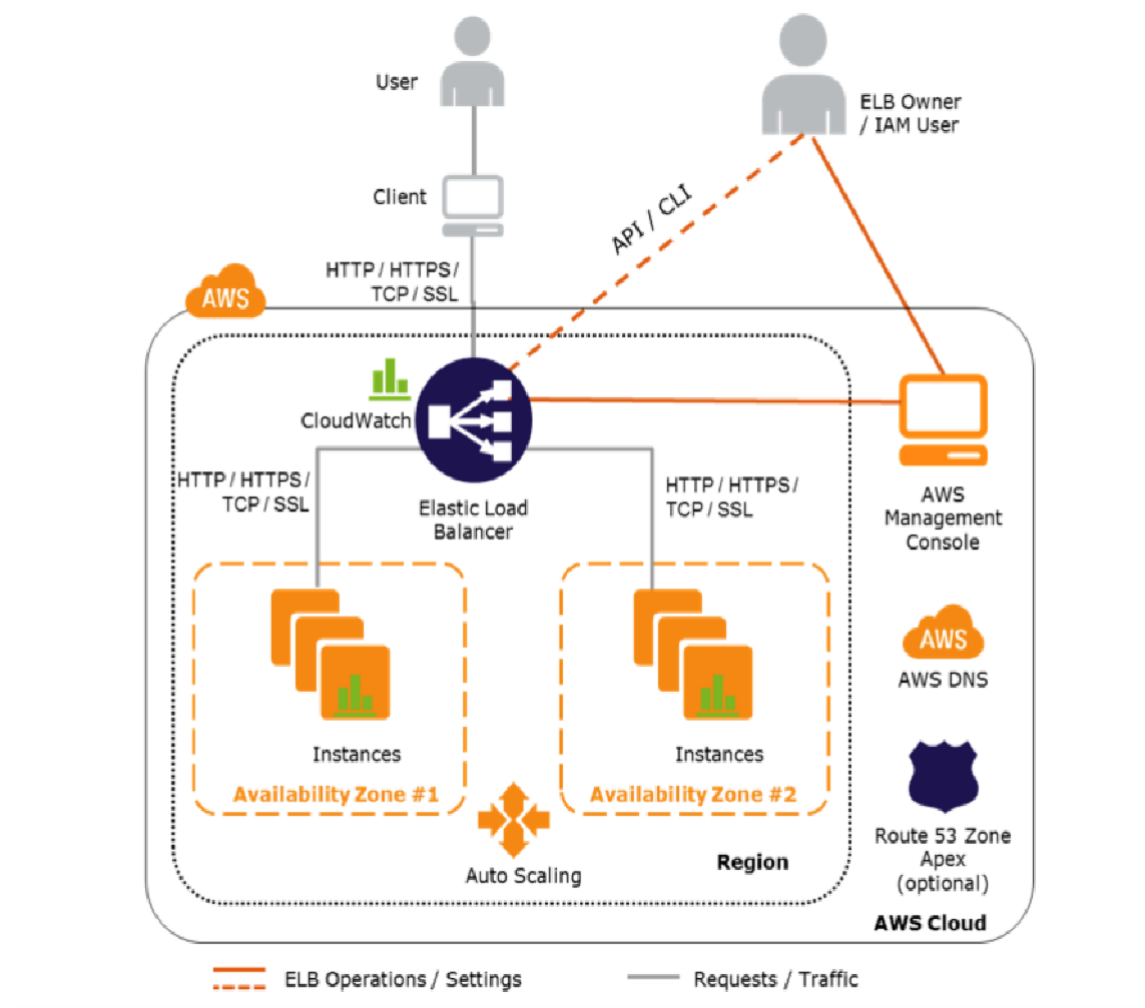 User
ELB Owner
/ IAM User
Client
API / CLI
HTTP / HTTPS /
TCP / SSL
AWS
CloudWatch
HTTP / HTTPS /
TCP / SSL
Elastic Load
Balancer
HTTP / HTTPS /
TCP / SSL
AWS
Management
Console
AWS
AWS DNS
Instances
Availability Zone #1
Instances
Availability Zone #2
Auto Scaling
Region
Route 53 Zone
Apex
(optional)
AWS Cloud
ELB Operations / Settings
Requests / Traffic